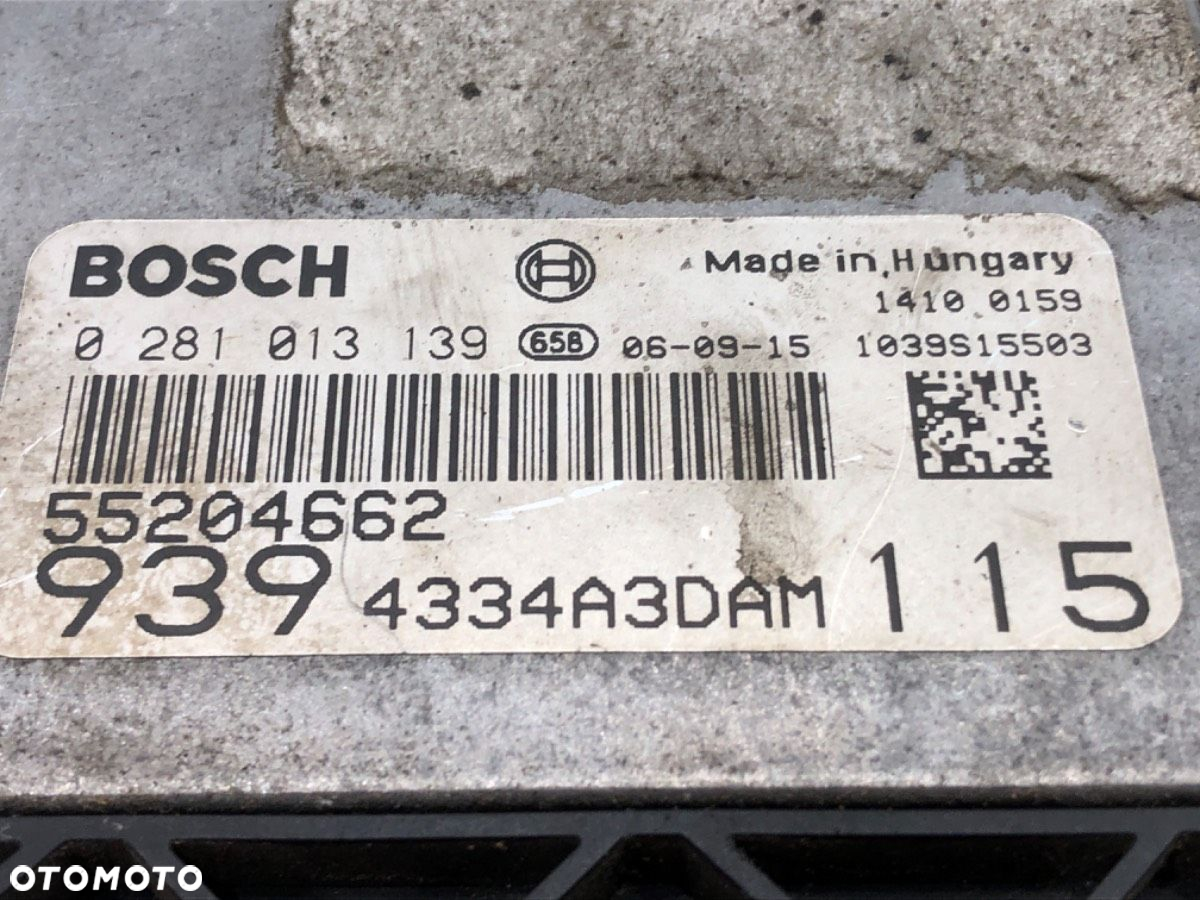 BOSCH Made in Hungary
1410 0159
0 281 013 139 65B 06-09-15 1039S15503
55204662
939 4334A3DAM 115
OTOMOTO